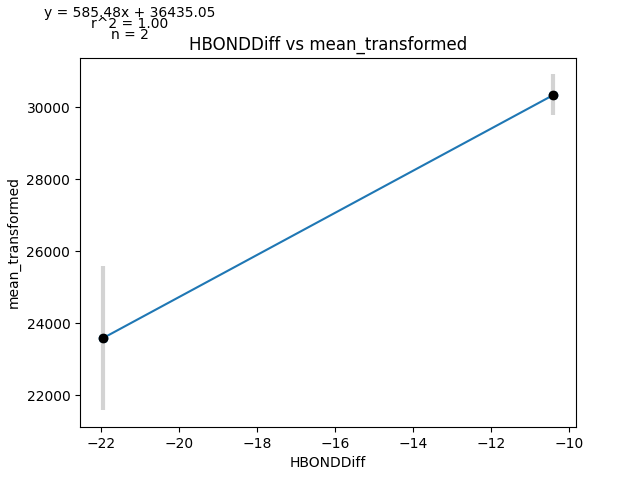 y = 585.48x + 36435.05
r^2 = 1.00
n = 2
HBONDDiff vs mean_transformed
mean_transformed
30000
28000
26000
24000
22000
−22
−20
−18
−16
−14
−12
−10
HBONDDiff